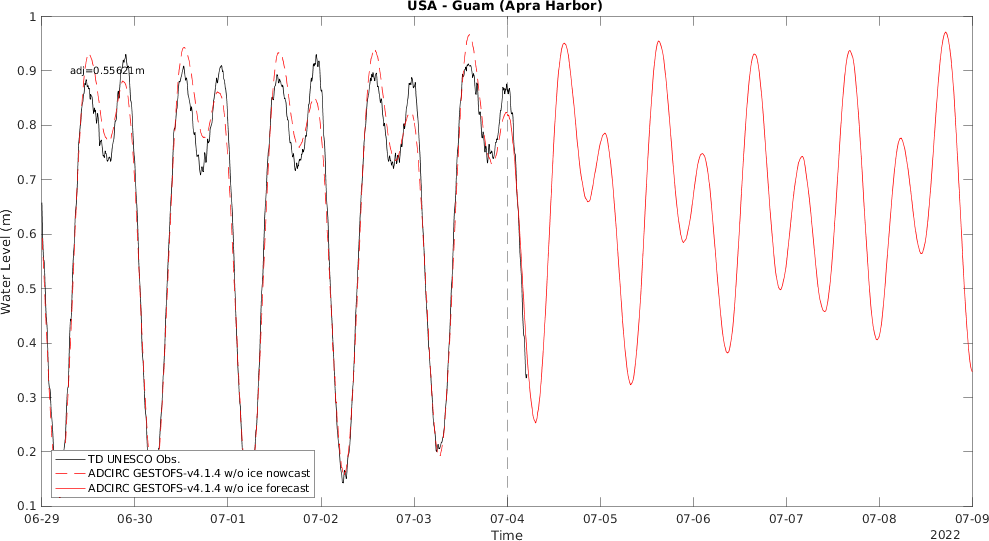 USA - Guam (Apra Harbor)
1
0.9
0.8
0.7
0.6
0.5
0.4
0.3
0.2
0.1
Water Level (m)
adj=0.55621m
TD UNESCO Obs.
ADCIRC GESTOFS-v4.1.4 w/o ice nowcast
ADCIRC GESTOFS-v4.1.4 w/o ice forecast
06-29 06-30 07-01 07-02 07-03 07-04 07-05 07-06 07-07 07-08 07-09
Time
2022